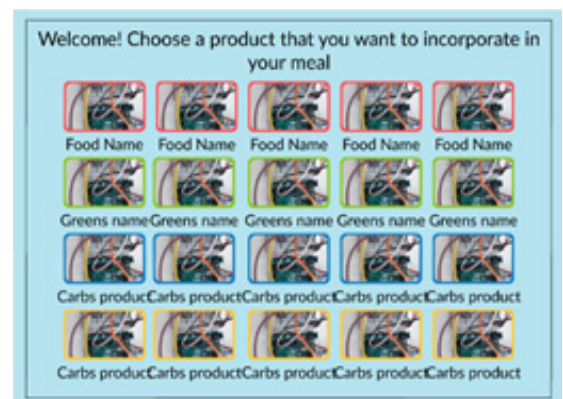 Welcome! Choose a product that you want to incorporate in
your meal
Food Name Food Name Food Name Food Name Food Name
Greens name Greens name Greens name Greens name Greens name
Carbs product Carbs product Carbs product Carbs product Carbs product
Carbs product Carbs product Carbs product Carbs product Carbs product